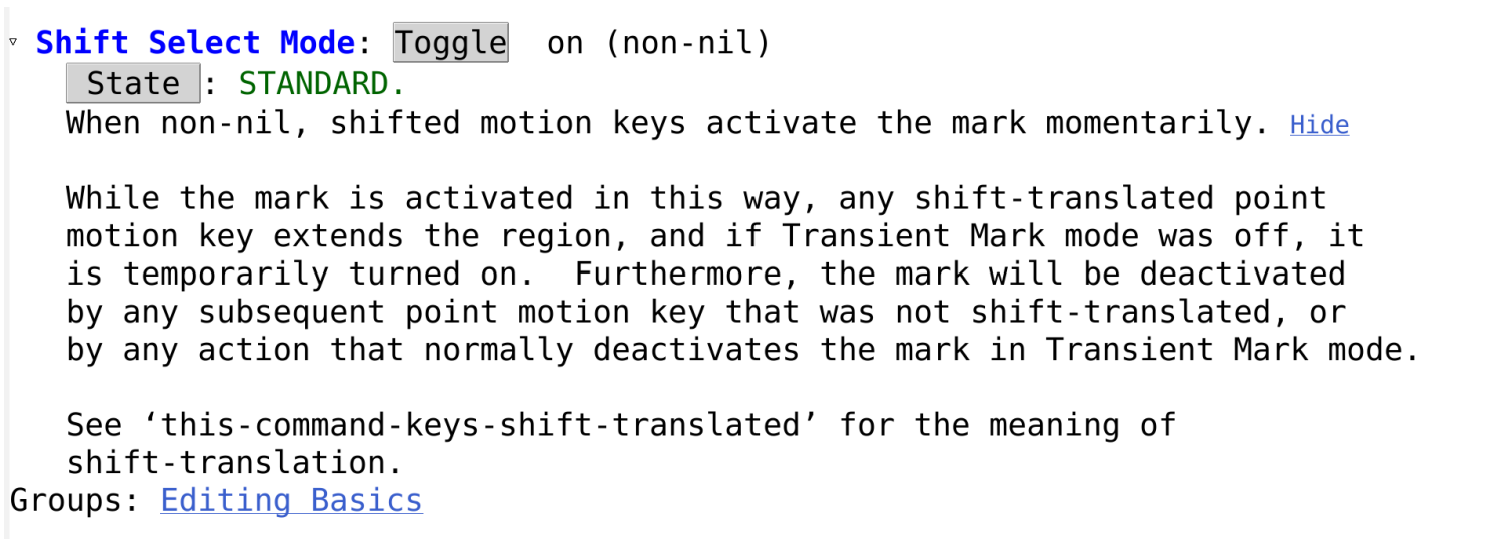 ▿ Shift Select Mode: Toggle  on (non-nil)
State : STANDARD.
When non-nil, shifted motion keys activate the mark momentarily. Hide
While the mark is activated in this way, any shift-translated point
motion key extends the region, and if Transient Mark mode was off, it
is temporarily turned on.  Furthermore, the mark will be deactivated
by any subsequent point motion key that was not shift-translated, or
by any action that normally deactivates the mark in Transient Mark mode.
See ‘this-command-keys-shift-translated’ for the meaning of
shift-translation.
Groups: Editing Basics